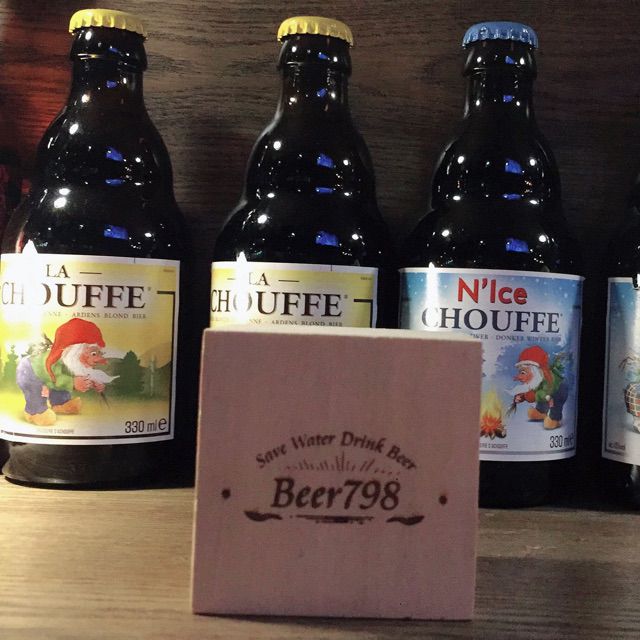 LA
CHOUFFE
ARDENS BLOND BIER
330 ml e
LA
CHOUFFE
ARDENS BLOND BIER
N'Ice
CHOUFFE
DONKER WINTER BIER
330 ml e
Save Water Drink Beer
Beer798